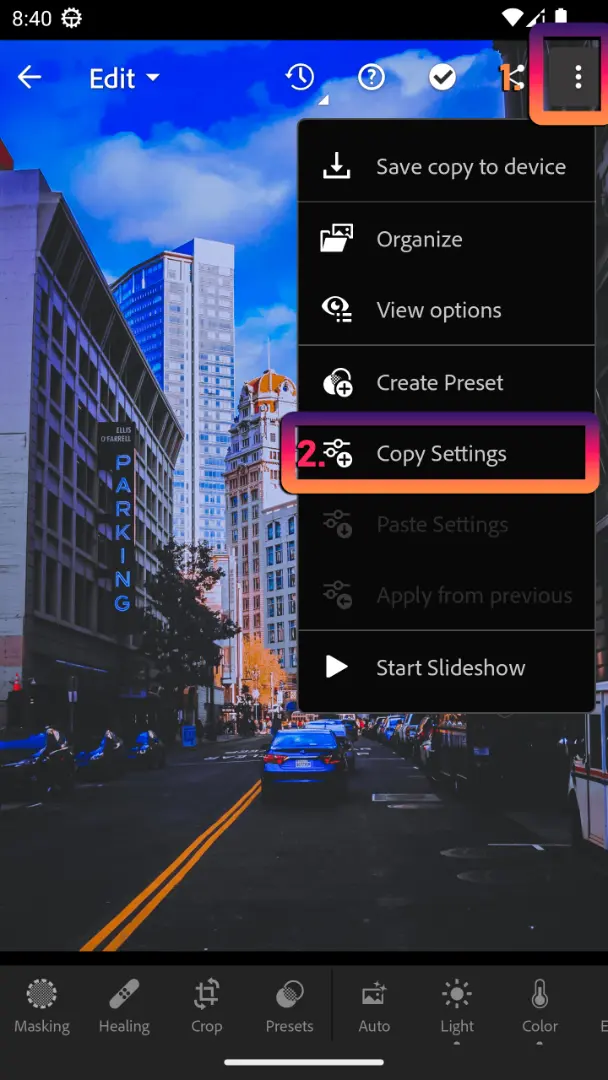 8:40
Edit
1.
Save copy to device
Organize
View options
Create Preset
2.
Copy Settings
Paste Settings
Apply from previous
Start Slideshow
ELLIS
O'FARRELL
PARKING
Masking
Healing
Crop
Presets
Auto
Light
Color
E